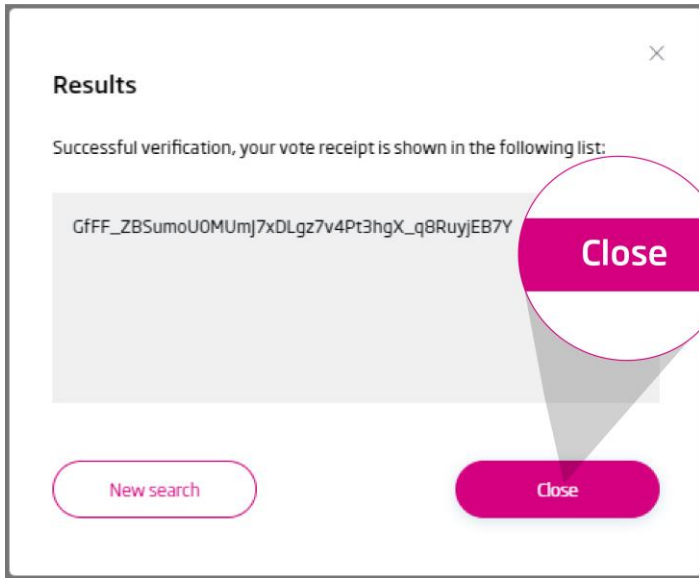 Results
Successful verification, your vote receipt is shown in the following list:
GfFF_ZBSumoU0MUmJ7xDLgz7v4Pt3hgX_q8RuyjEB7Y
Close
New search
Close